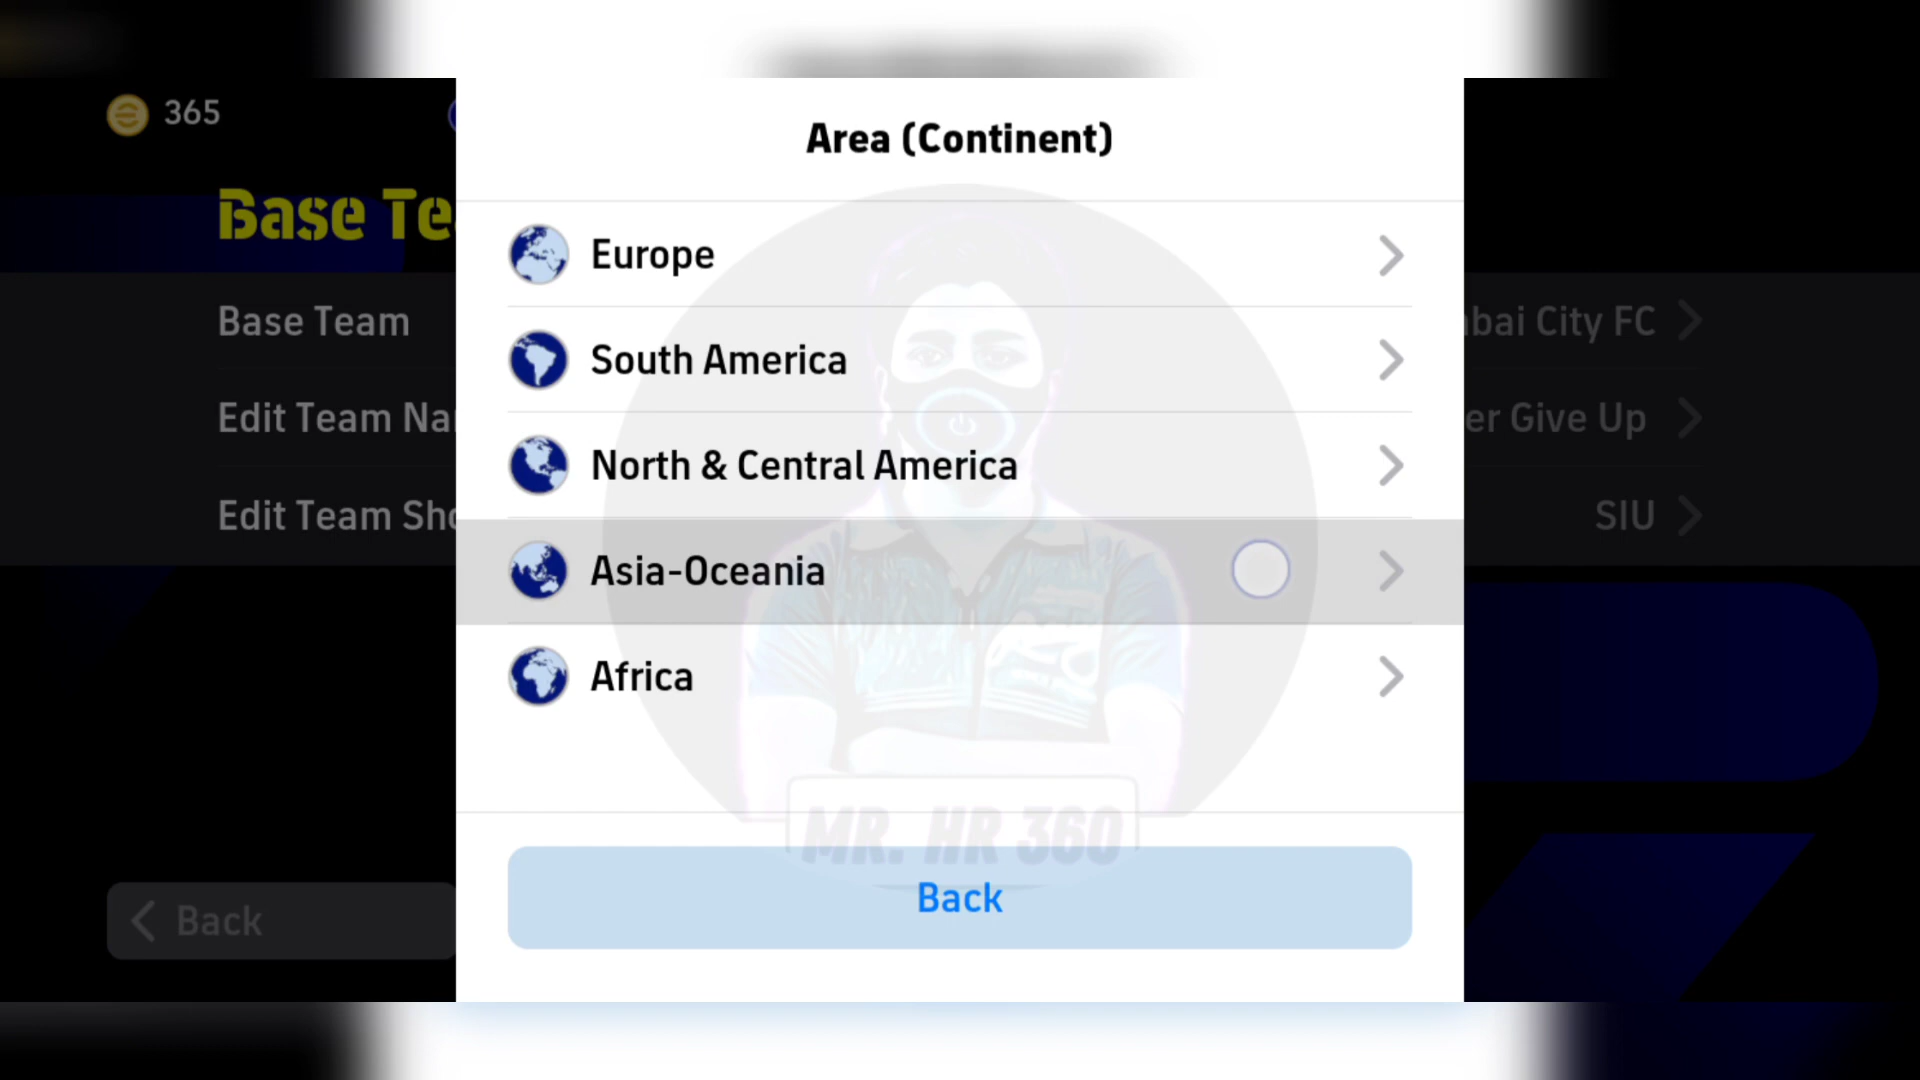 365
Area (Continent)
Base Te
Europe
Base Team
bai City FC
South America
Edit Team Na
er Give Up
North & Central America
Edit Team Sho
SIU
Asia-Oceania
Africa
MR. HR 360
Back
Back